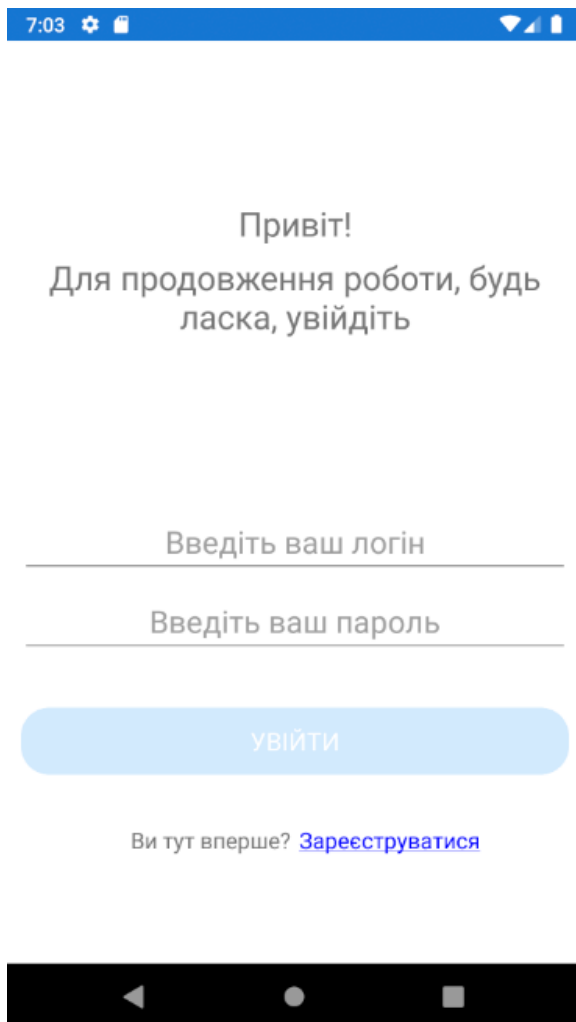 7:03
Привіт!
Для продовження роботи, будь
ласка, увійдіть
Введіть ваш логін
Введіть ваш пароль
УВІЙТИ
Ви тут вперше? Зареєструватися